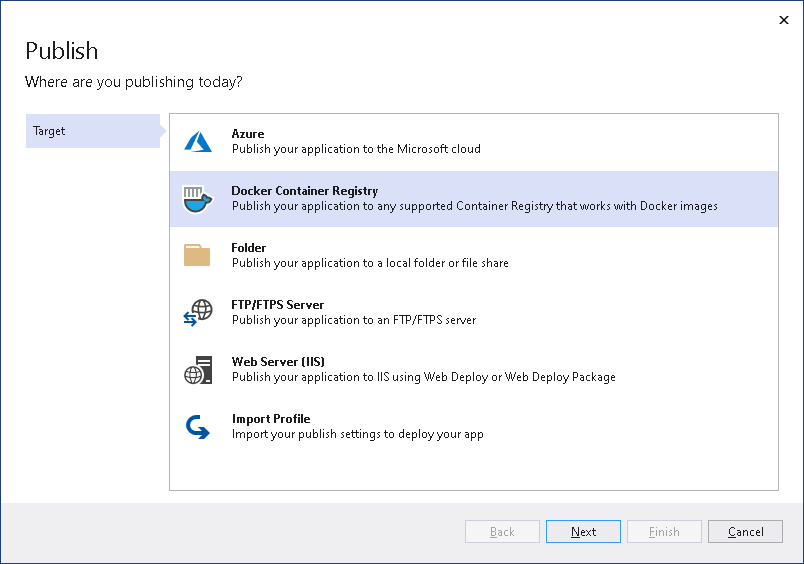 Publish
Where are you publishing today?
Target
Azure
Publish your application to the Microsoft cloud
Docker Container Registry
Publish your application to any supported Container Registry that works with Docker images
Folder
Publish your application to a local folder or file share
FTP/FTPS Server
Publish your application to an FTP/FTPS server
Web Server (IIS)
Publish your application to IIS using Web Deploy or Web Deploy Package
Import Profile
Import your publish settings to deploy your app
Back
Next
Finish
Cancel